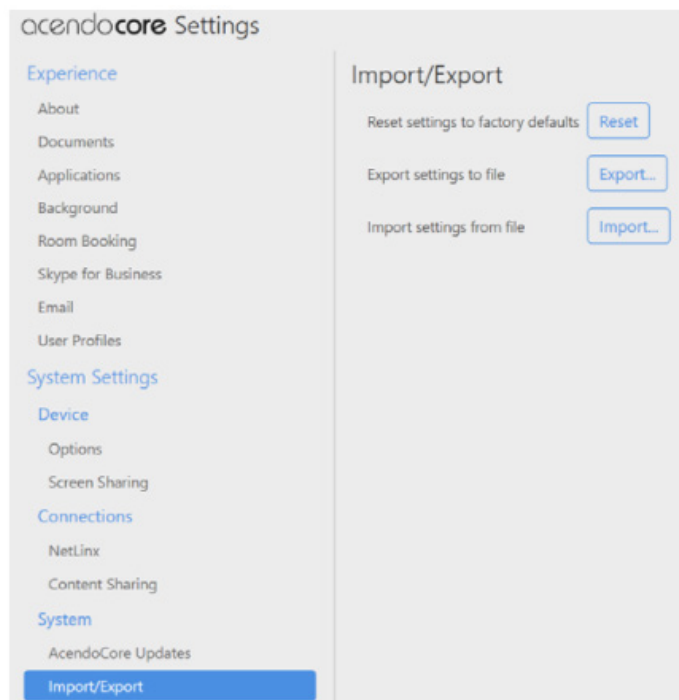 acendocore Settings
Experience
About
Documents
Applications
Background
Room Booking
Skype for Business
Email
User Profiles
System Settings
Device
Options
Screen Sharing
Connections
NetLinx
Content Sharing
System
AcendoCore Updates
Import/Export
Import/Export
Reset settings to factory defaults Reset
Export settings to file Export...
Import settings from file Import...